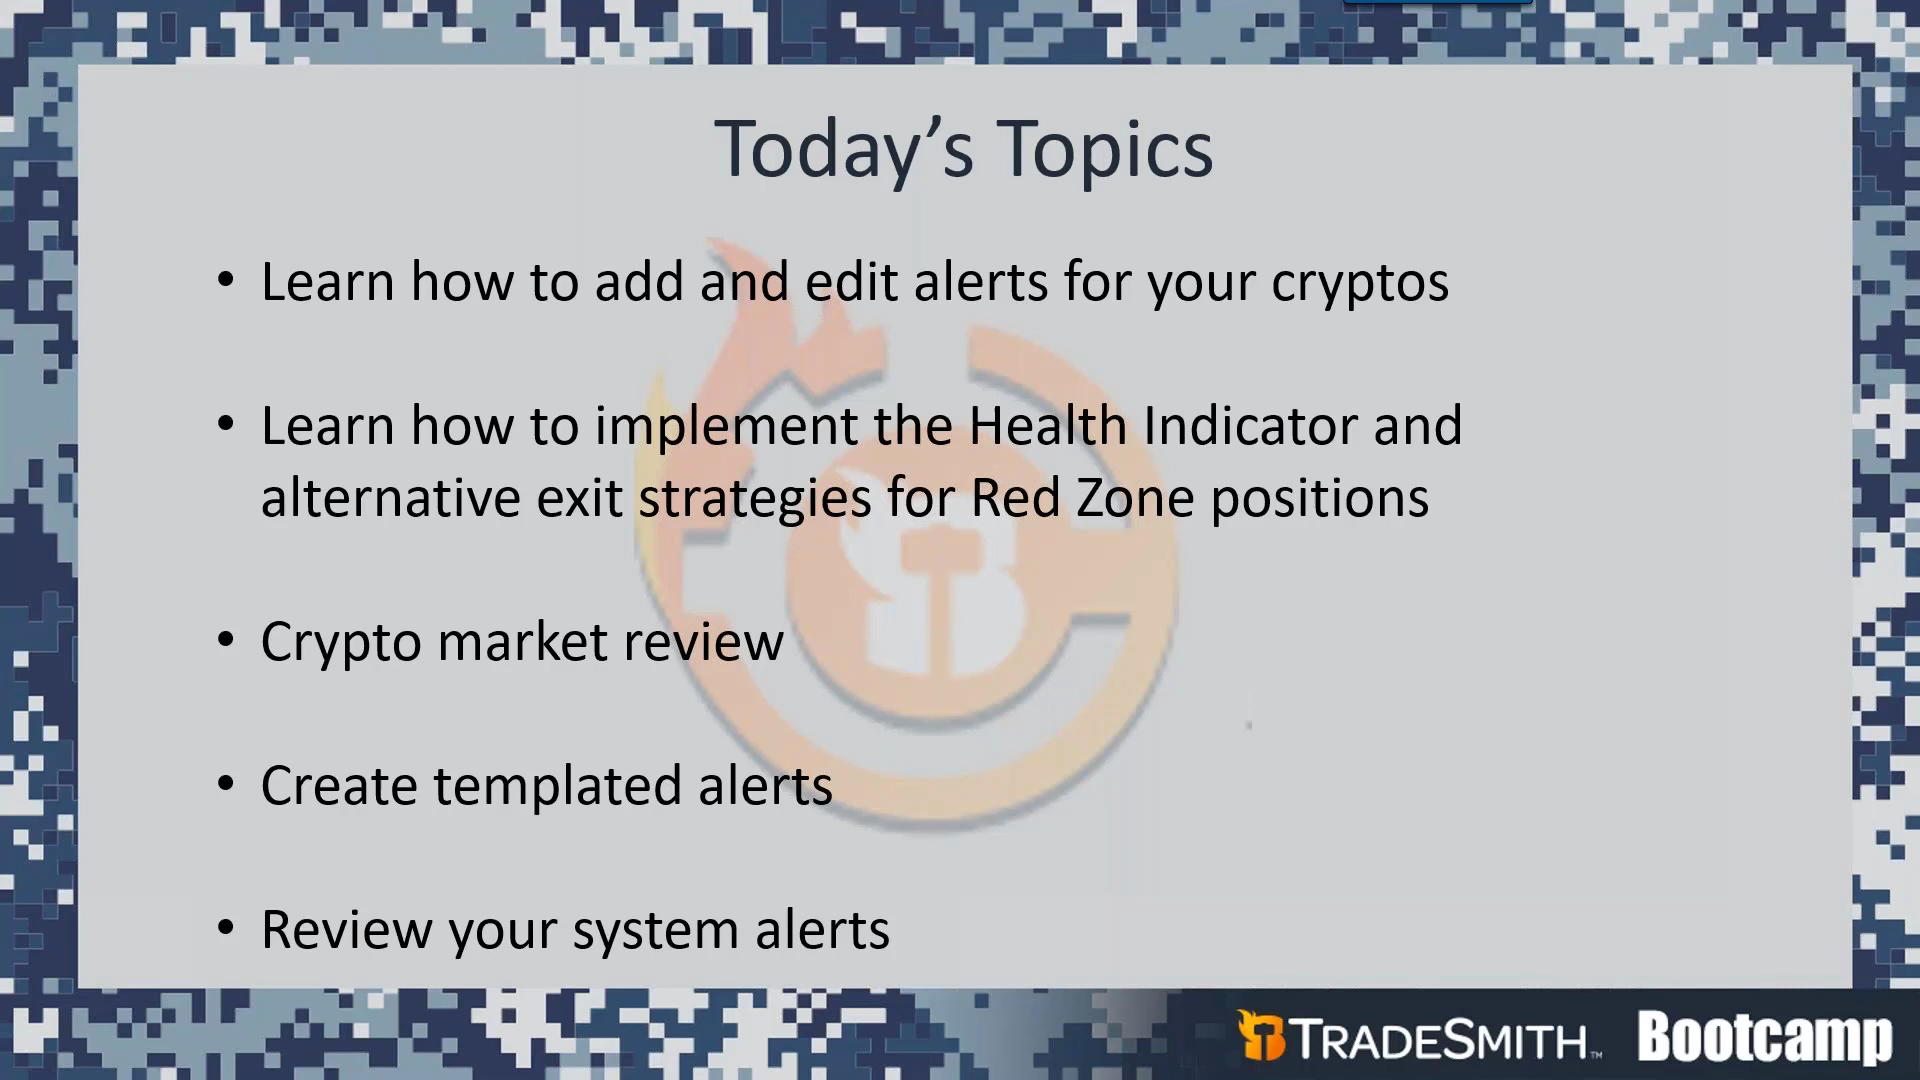 Today’s Topics
• Learn how to add and edit alerts for your cryptos
• Learn how to implement the Health Indicator and
alternative exit strategies for Red Zone positions
• Crypto market review
• Create templated alerts
• Review your system alerts
TRADESMITH™ Bootcamp